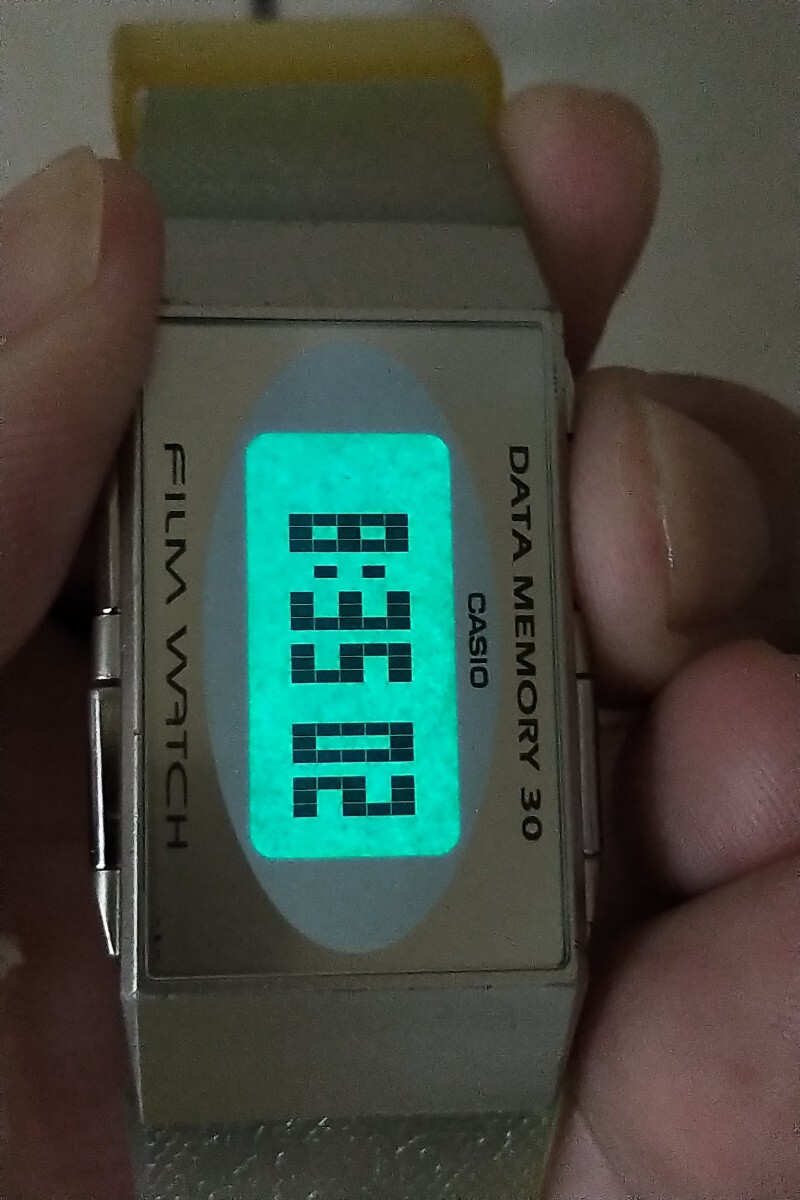 DATA MEMORY 30
CASIO
8:35 02
FILM WATCH